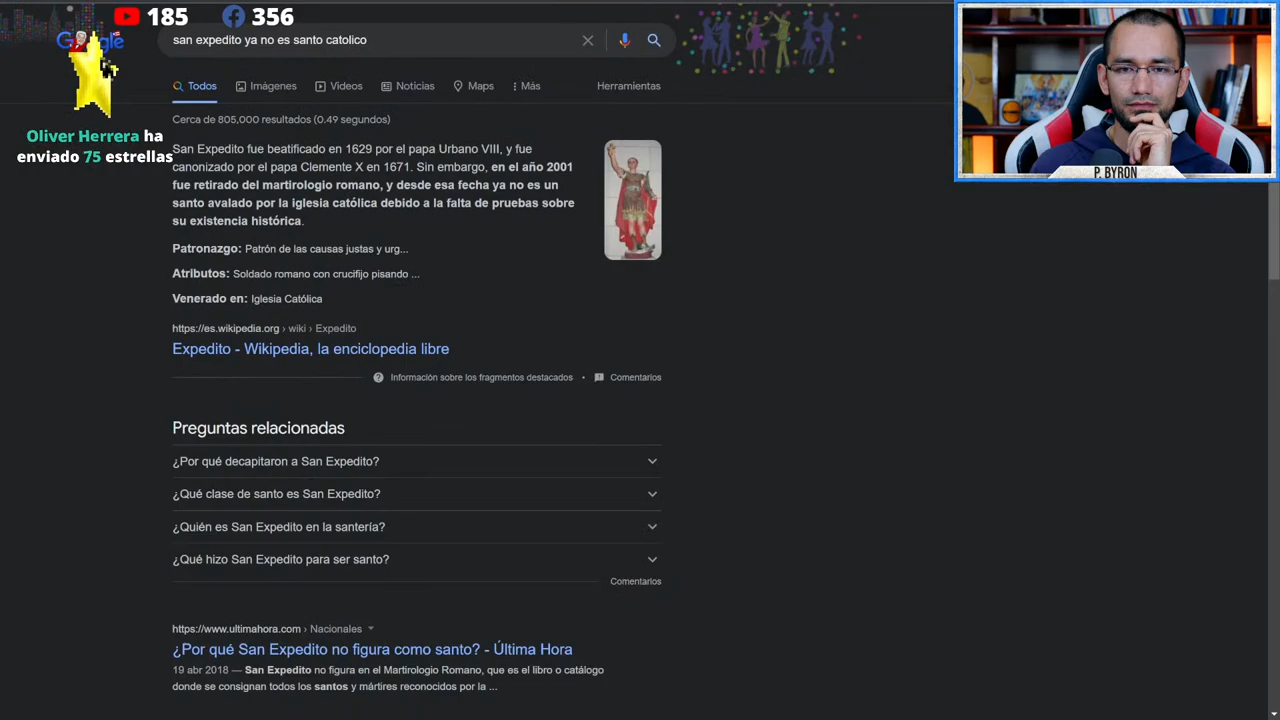 185 356
Google
san expedito ya no es santo catolico
Todos Imágenes Videos Noticias Maps Más Herramientas
Cerca de 805,000 resultados (0.49 segundos)
Oliver Herrera ha
enviado 75 estrellas
San Expedito fue beatificado en 1629 por el papa Urbano VIII, y fue
canonizado por el papa Clemente X en 1671. Sin embargo, en el año 2001
fue retirado del martirologio romano, y desde esa fecha ya no es un
santo avalado por la iglesia católica debido a la falta de pruebas sobre
su existencia histórica.
Patronazgo: Patrón de las causas justas y urg...
Atributos: Soldado romano con crucifijo pisando ...
Venerado en: Iglesia Católica
https://es.wikipedia.org › wiki › Expedito
Expedito - Wikipedia, la enciclopedia libre
Información sobre los fragmentos destacados • Comentarios
Preguntas relacionadas
¿Por qué decapitaron a San Expedito?
¿Qué clase de santo es San Expedito?
¿Quién es San Expedito en la santería?
¿Qué hizo San Expedito para ser santo?
Comentarios
https://www.ultimahora.com › Nacionales
¿Por qué San Expedito no figura como santo? - Última Hora
19 abr 2018 — San Expedito no figura en el Martirologio Romano, que es el libro o catálogo
donde se consignan todos los santos y mártires reconocidos por la ...
P. BYRON